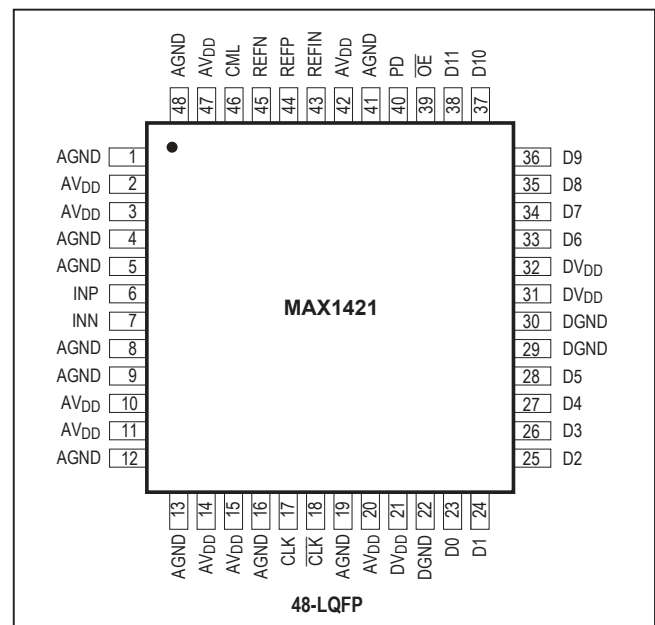 AGND AVDD CML REFN REFP REFIN AVDD AGND PD O̅E̅ D11 D10
48 47 46 45 44 43 42 41 40 39 38 37
AGND 1
AVDD 2
AVDD 3
AGND 4
AGND 5
INP 6
INN 7
AGND 8
AGND 9
AVDD 10
AVDD 11
AGND 12
MAX1421
36 D9
35 D8
34 D7
33 D6
32 DVDD
31 DVDD
30 DGND
29 DGND
28 D5
27 D4
26 D3
25 D2
13 14 15 16 17 18 19 20 21 22 23 24
AGND AVDD AVDD AGND CLK C̅L̅K̅ AGND AVDD DVDD DGND D0 D1
48-LQFP